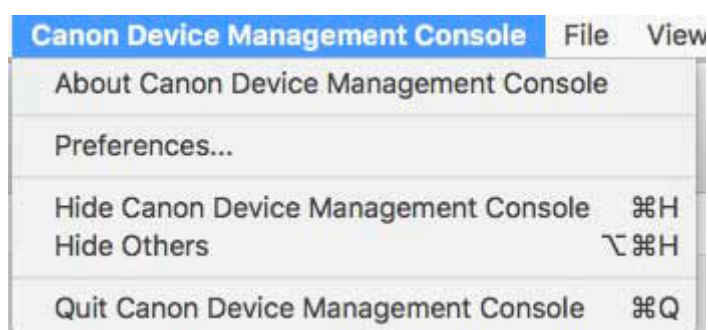 Canon Device Management Console File View
About Canon Device Management Console
Preferences...
Hide Canon Device Management Console ⌘H
Hide Others ⌥⌘H
Quit Canon Device Management Console ⌘Q